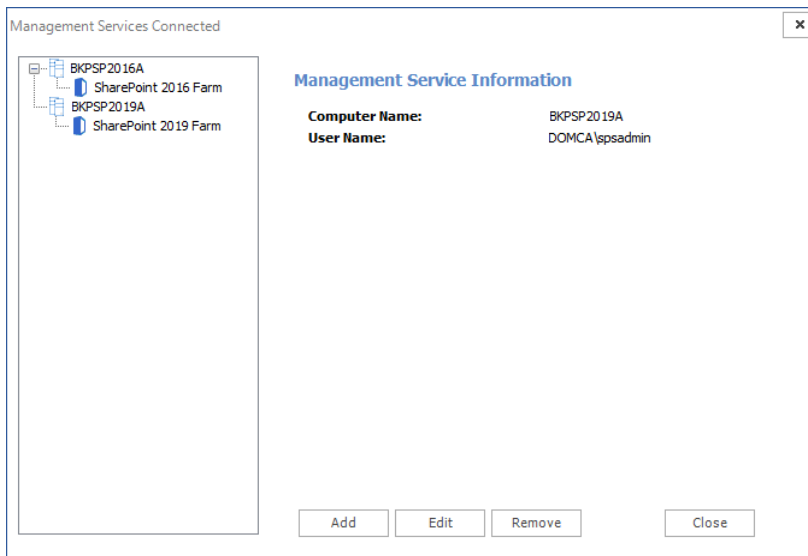 Management Services Connected
BKPSP2016A
SharePoint 2016 Farm
BKPSP2019A
SharePoint 2019 Farm
Management Service Information
Computer Name: BKPSP2019A
User Name: DOMCA\spsadmin
Add Edit Remove Close